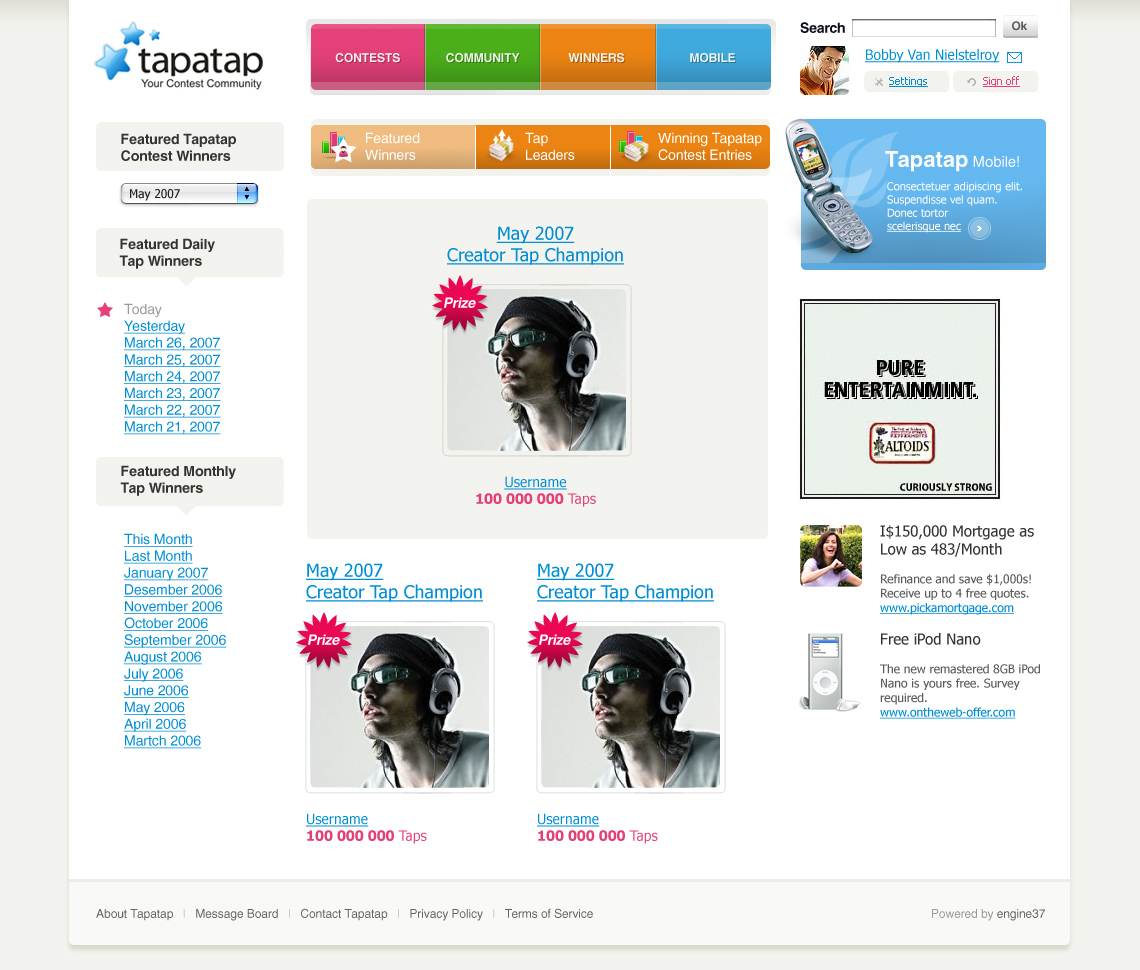 tapatap
Your Contest Community
CONTESTS
COMMUNITY
WINNERS
MOBILE
Search
Ok
Bobby Van Nielstelroy
Settings
Sign off
Featured Tapatap
Contest Winners
May 2007
Featured Daily
Tap Winners
Today
Yesterday
March 26, 2007
March 25, 2007
March 24, 2007
March 23, 2007
March 22, 2007
March 21, 2007
Featured Monthly
Tap Winners
This Month
Last Month
January 2007
Desember 2006
November 2006
October 2006
September 2006
August 2006
July 2006
June 2006
May 2006
April 2006
Martch 2006
Featured
Winners
Tap
Leaders
Winning Tapatap
Contest Entries
May 2007
Creator Tap Champion
Prize
Username
100 000 000 Taps
May 2007
Creator Tap Champion
Prize
Username
100 000 000 Taps
May 2007
Creator Tap Champion
Prize
Username
100 000 000 Taps
Tapatap Mobile!
Consectetuer adipiscing elit.
Suspendisse vel quam.
Donec tortor
scelerisque nec
PURE
ENTERTAINMINT.
ALTOIDS
CURIOUSLY STRONG
I$150,000 Mortgage as
Low as 483/Month
Refinance and save $1,000s!
Receive up to 4 free quotes.
www.pickamortgage.com
Free iPod Nano
The new remastered 8GB iPod
Nano is yours free. Survey
required.
www.ontheweb-offer.com
About Tapatap
Message Board
Contact Tapatap
Privacy Policy
Terms of Service
Powered by engine37